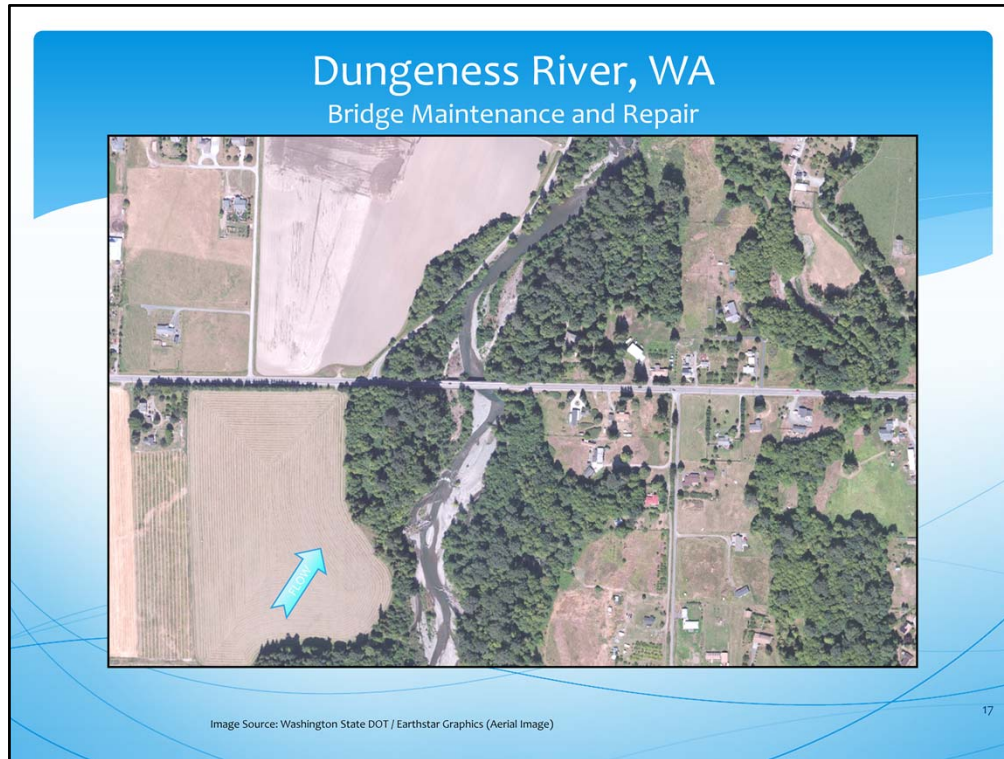 Dungeness River, WA
Bridge Maintenance and Repair
FLOW
Image Source: Washington State DOT / Earthstar Graphics (Aerial Image)
17